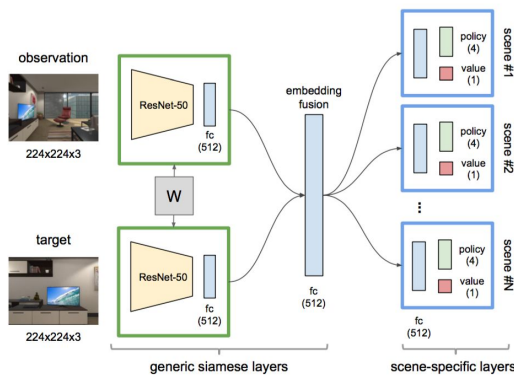 observation
224x224x3
target
224x224x3
ResNet-50
fc
(512)
W
ResNet-50
fc
(512)
embedding
fusion
fc
(512)
generic siamese layers
policy
(4)
value
(1)
scene #1
policy
(4)
value
(1)
scene #2
...
policy
(4)
value
(1)
scene #N
fc
(512)
scene-specific layers